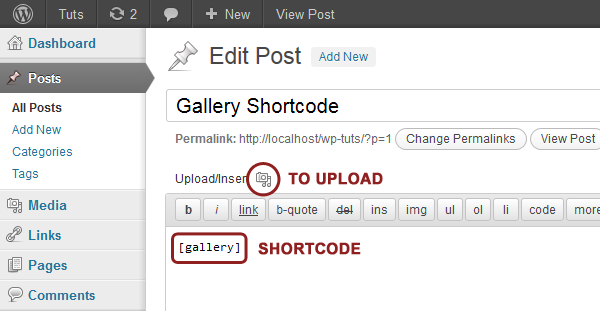 Tuts 2 New View Post
Dashboard
Posts
All Posts
Add New
Categories
Tags
Media
Links
Pages
Comments
Edit Post Add New
Gallery Shortcode
Permalink: http://localhost/wp-tuts/?p=1 Change Permalinks View Post
Upload/Insert TO UPLOAD
b i link b-quote del ins img ul ol li code more
[gallery] SHORTCODE